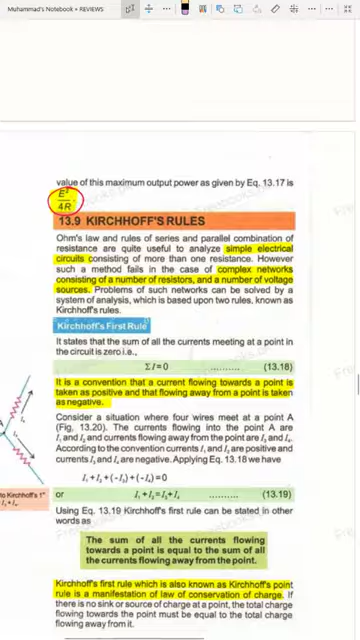 Muhammad's Notebook • REVIEWS
value of this maximum output power as given by Eq. 13.17 is
E²
4R
13.9 KIRCHHOFF'S RULES
Ohm's law and rules of series and parallel combination of
resistance are quite useful to analyze simple electrical
circuits consisting of more than one resistance. However
such a method fails in the case of complex networks
consisting of a number of resistors, and a number of voltage
sources. Problems of such networks can be solved by a
system of analysis, which is based upon two rules, known as
Kirchhoff's rules.
Kirchhoff's First Rule
It states that the sum of all the currents meeting at a point in
the circuit is zero i.e.,
Σ I = 0 .......... (13.18)
It is a convention that a current flowing towards a point is
taken as positive and that flowing away from a point is taken
as negative.
Consider a situation where four wires meet at a point A
(Fig, 13.20). The currents flowing into the point A are
I₁ and I₂ and currents flowing away from the point are I₃ and I₄.
According to the convention currents I₁ and I₂ are positive and
currents I₃ and I₄ are negative. Applying Eq. 13.18 we have
I₁ + I₂ + (-I₃) + (-I₄) = 0
or I₁ + I₂ = I₃ + I₄ .......... (13.19)
Using Eq. 13.19 Kirchhoff's first rule can be stated in other
words as
The sum of all the currents flowing
towards a point is equal to the sum of all
the currents flowing away from the point.
Kirchhoff's first rule which is also known as Kirchhoff's point
rule is a manifestation of law of conservation of charge. If
there is no sink or source of charge at a point, the total charge
flowing towards the point must be equal to the total charge
flowing away from it.
A
to Kirchhoff's 1